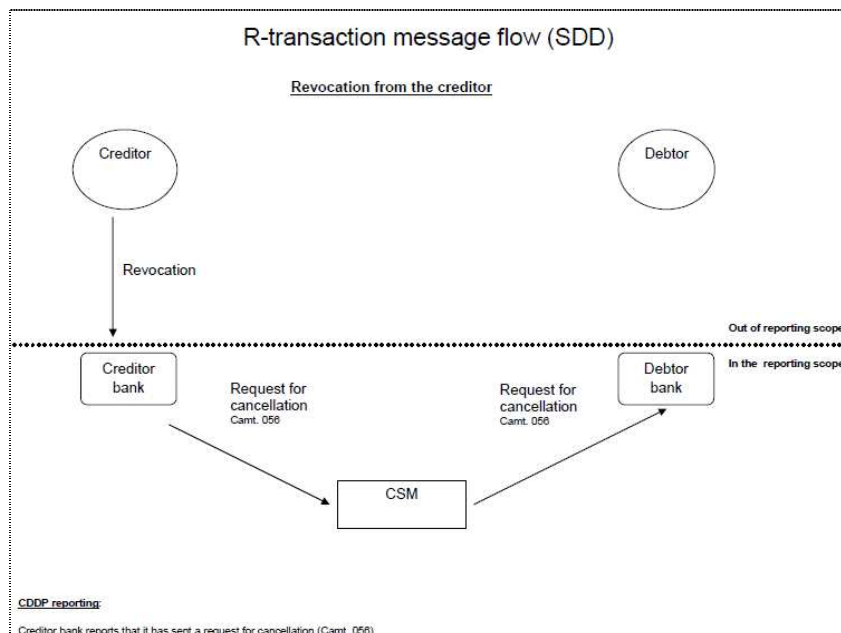 R-transaction message flow (SDD)
Revocation from the creditor
Creditor
Debtor
Revocation
Out of reporting scope
In the reporting scope
Creditor
bank
Debtor
bank
Request for
cancellation
Camt. 056
Request for
cancellation
Camt. 056
CSM
CDDP reporting:
Creditor bank reports that it has sent a request for cancellation (Camt. 056)